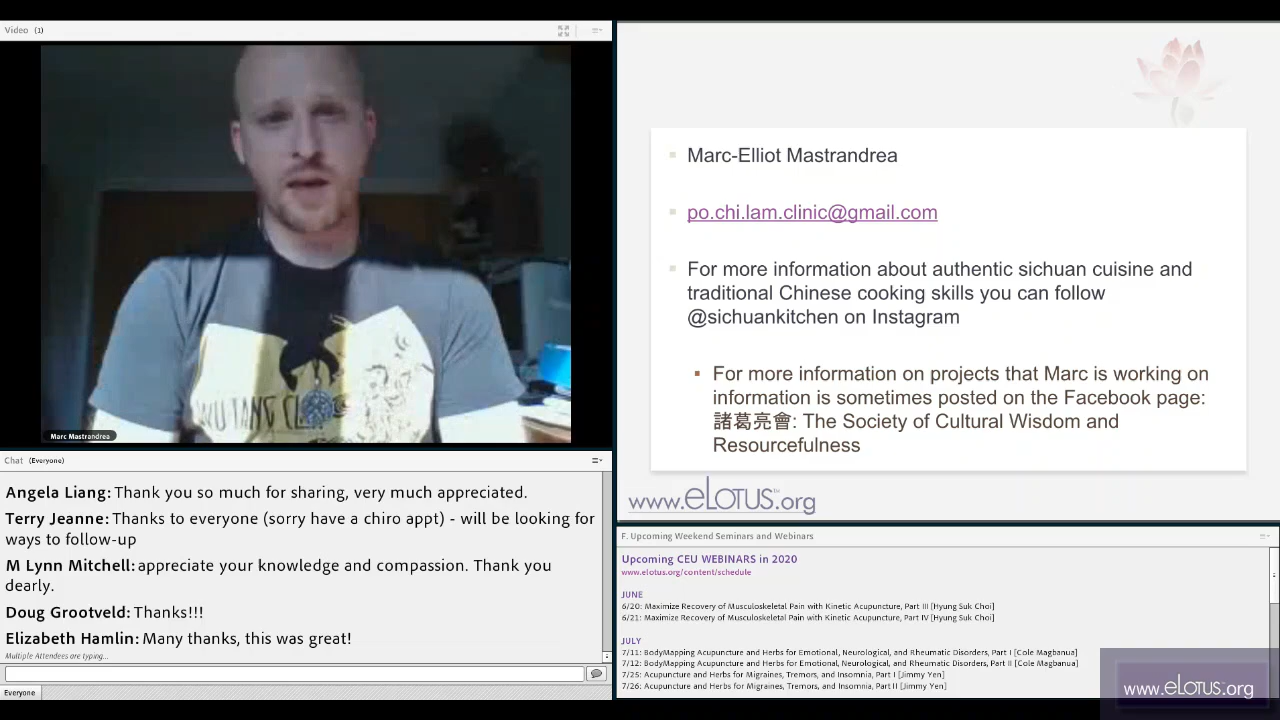 Video (1)
WU TANG CL
Marc Mastrandrea
Marc-Elliot Mastrandrea
po.chi.lam.clinic@gmail.com
For more information about authentic sichuan cuisine and
traditional Chinese cooking skills you can follow
@sichuankitchen on Instagram
For more information on projects that Marc is working on
information is sometimes posted on the Facebook page:
諸葛亮會: The Society of Cultural Wisdom and
Resourcefulness
www.eLOTUS.org
Chat (Everyone)
Angela Liang: Thank you so much for sharing, very much appreciated.
Terry Jeanne: Thanks to everyone (sorry have a chiro appt) - will be looking for
ways to follow-up
M Lynn Mitchell: appreciate your knowledge and compassion. Thank you
dearly.
Doug Grootveld: Thanks!!!
Elizabeth Hamlin: Many thanks, this was great!
Multiple Attendees are typing...
Everyone
F. Upcoming Weekend Seminars and Webinars
Upcoming CEU WEBINARS in 2020
www.elotus.org/content/schedule
JUNE
6/20: Maximize Recovery of Musculoskeletal Pain with Kinetic Acupuncture, Part III [Hyung Suk Choi]
6/21: Maximize Recovery of Musculoskeletal Pain with Kinetic Acupuncture, Part IV [Hyung Suk Choi]
JULY
7/11: BodyMapping Acupuncture and Herbs for Emotional, Neurological, and Rheumatic Disorders, Part I [Cole Magbanua]
7/12: BodyMapping Acupuncture and Herbs for Emotional, Neurological, and Rheumatic Disorders, Part II [Cole Magbanua]
7/25: Acupuncture and Herbs for Migraines, Tremors, and Insomnia, Part I [Jimmy Yen]
7/26: Acupuncture and Herbs for Migraines, Tremors, and Insomnia, Part II [Jimmy Yen]
www.eLOTUS.org